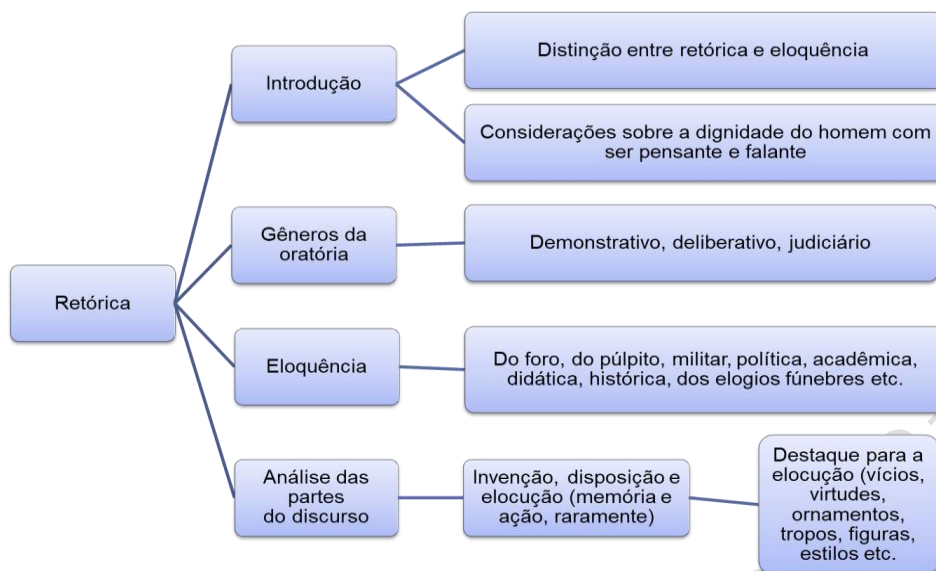 Retórica
Introdução
Distinção entre retórica e eloquência
Considerações sobre a dignidade do homem com
ser pensante e falante
Gêneros da
oratória
Demonstrativo, deliberativo, judiciário
Eloquência
Do foro, do púlpito, militar, política, acadêmica,
didática, histórica, dos elogios fúnebres etc.
Análise das
partes
do discurso
Invenção, disposição e
elocução (memória e
ação, raramente)
Destaque para a
elocução (vícios,
virtudes,
ornamentos,
tropos, figuras,
estilos etc.